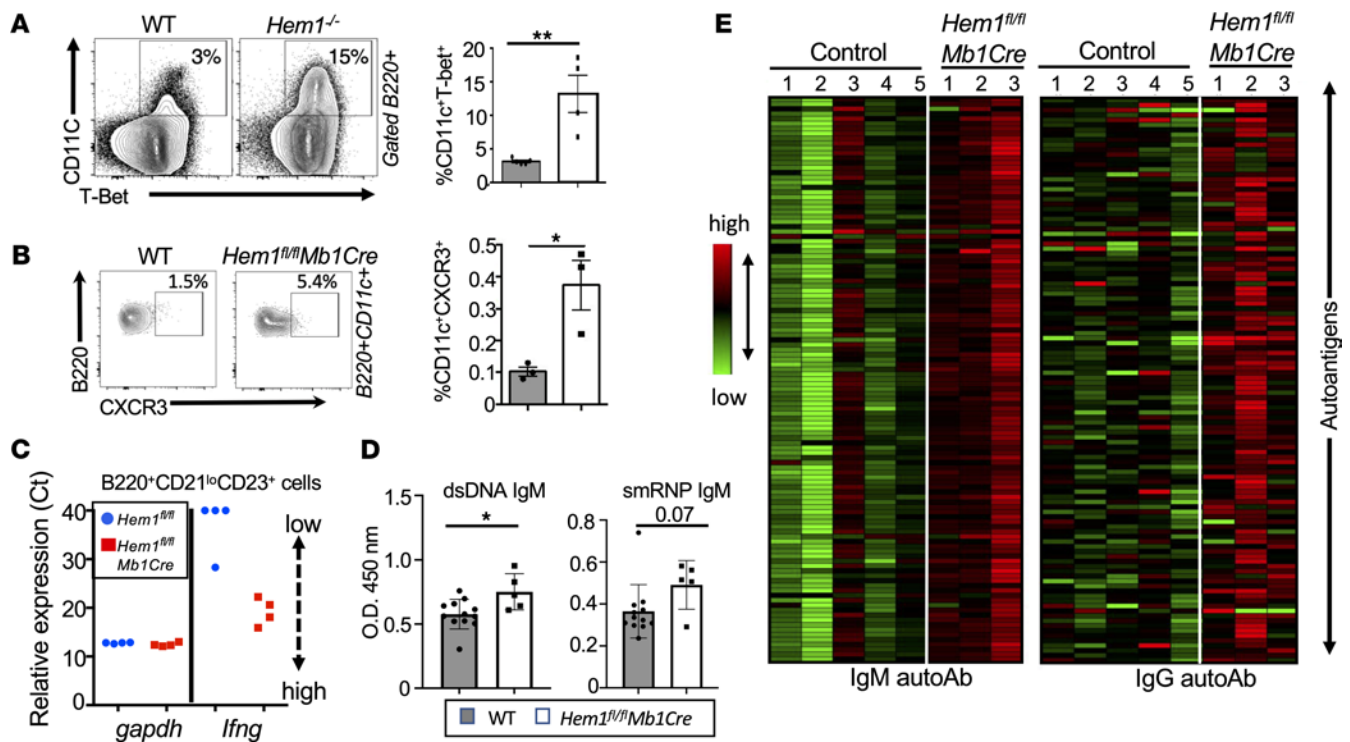 A
WT
Hem1-/-
3%
15%
CD11C
T-Bet
Gated B220+
**
%CD11c+T-bet+
20
15
10
5
0
B
WT
Hem1fl/flMb1Cre
1.5%
5.4%
B220
CXCR3
B220+CD11c+
*
%CD11c+CXCR3+
0.5
0.4
0.3
0.2
0.1
0
C
B220+CD21loCD23+ cells
Relative expression (Ct)
40
30
20
10
0
Hem1fl/fl
Hem1fl/fl
Mb1Cre
low
high
gapdh
Ifng
D
dsDNA IgM
*
O.D. 450 nm
1.5
1.0
0.5
0
smRNP IgM
0.07
0.8
0.6
0.4
0.2
0
WT
Hem1fl/flMb1Cre
E
Control
Hem1fl/fl
Mb1Cre
1 2 3 4 5 1 2 3
Control
Hem1fl/fl
Mb1Cre
1 2 3 4 5 1 2 3
high
low
Autoantigens
IgM autoAb
IgG autoAb